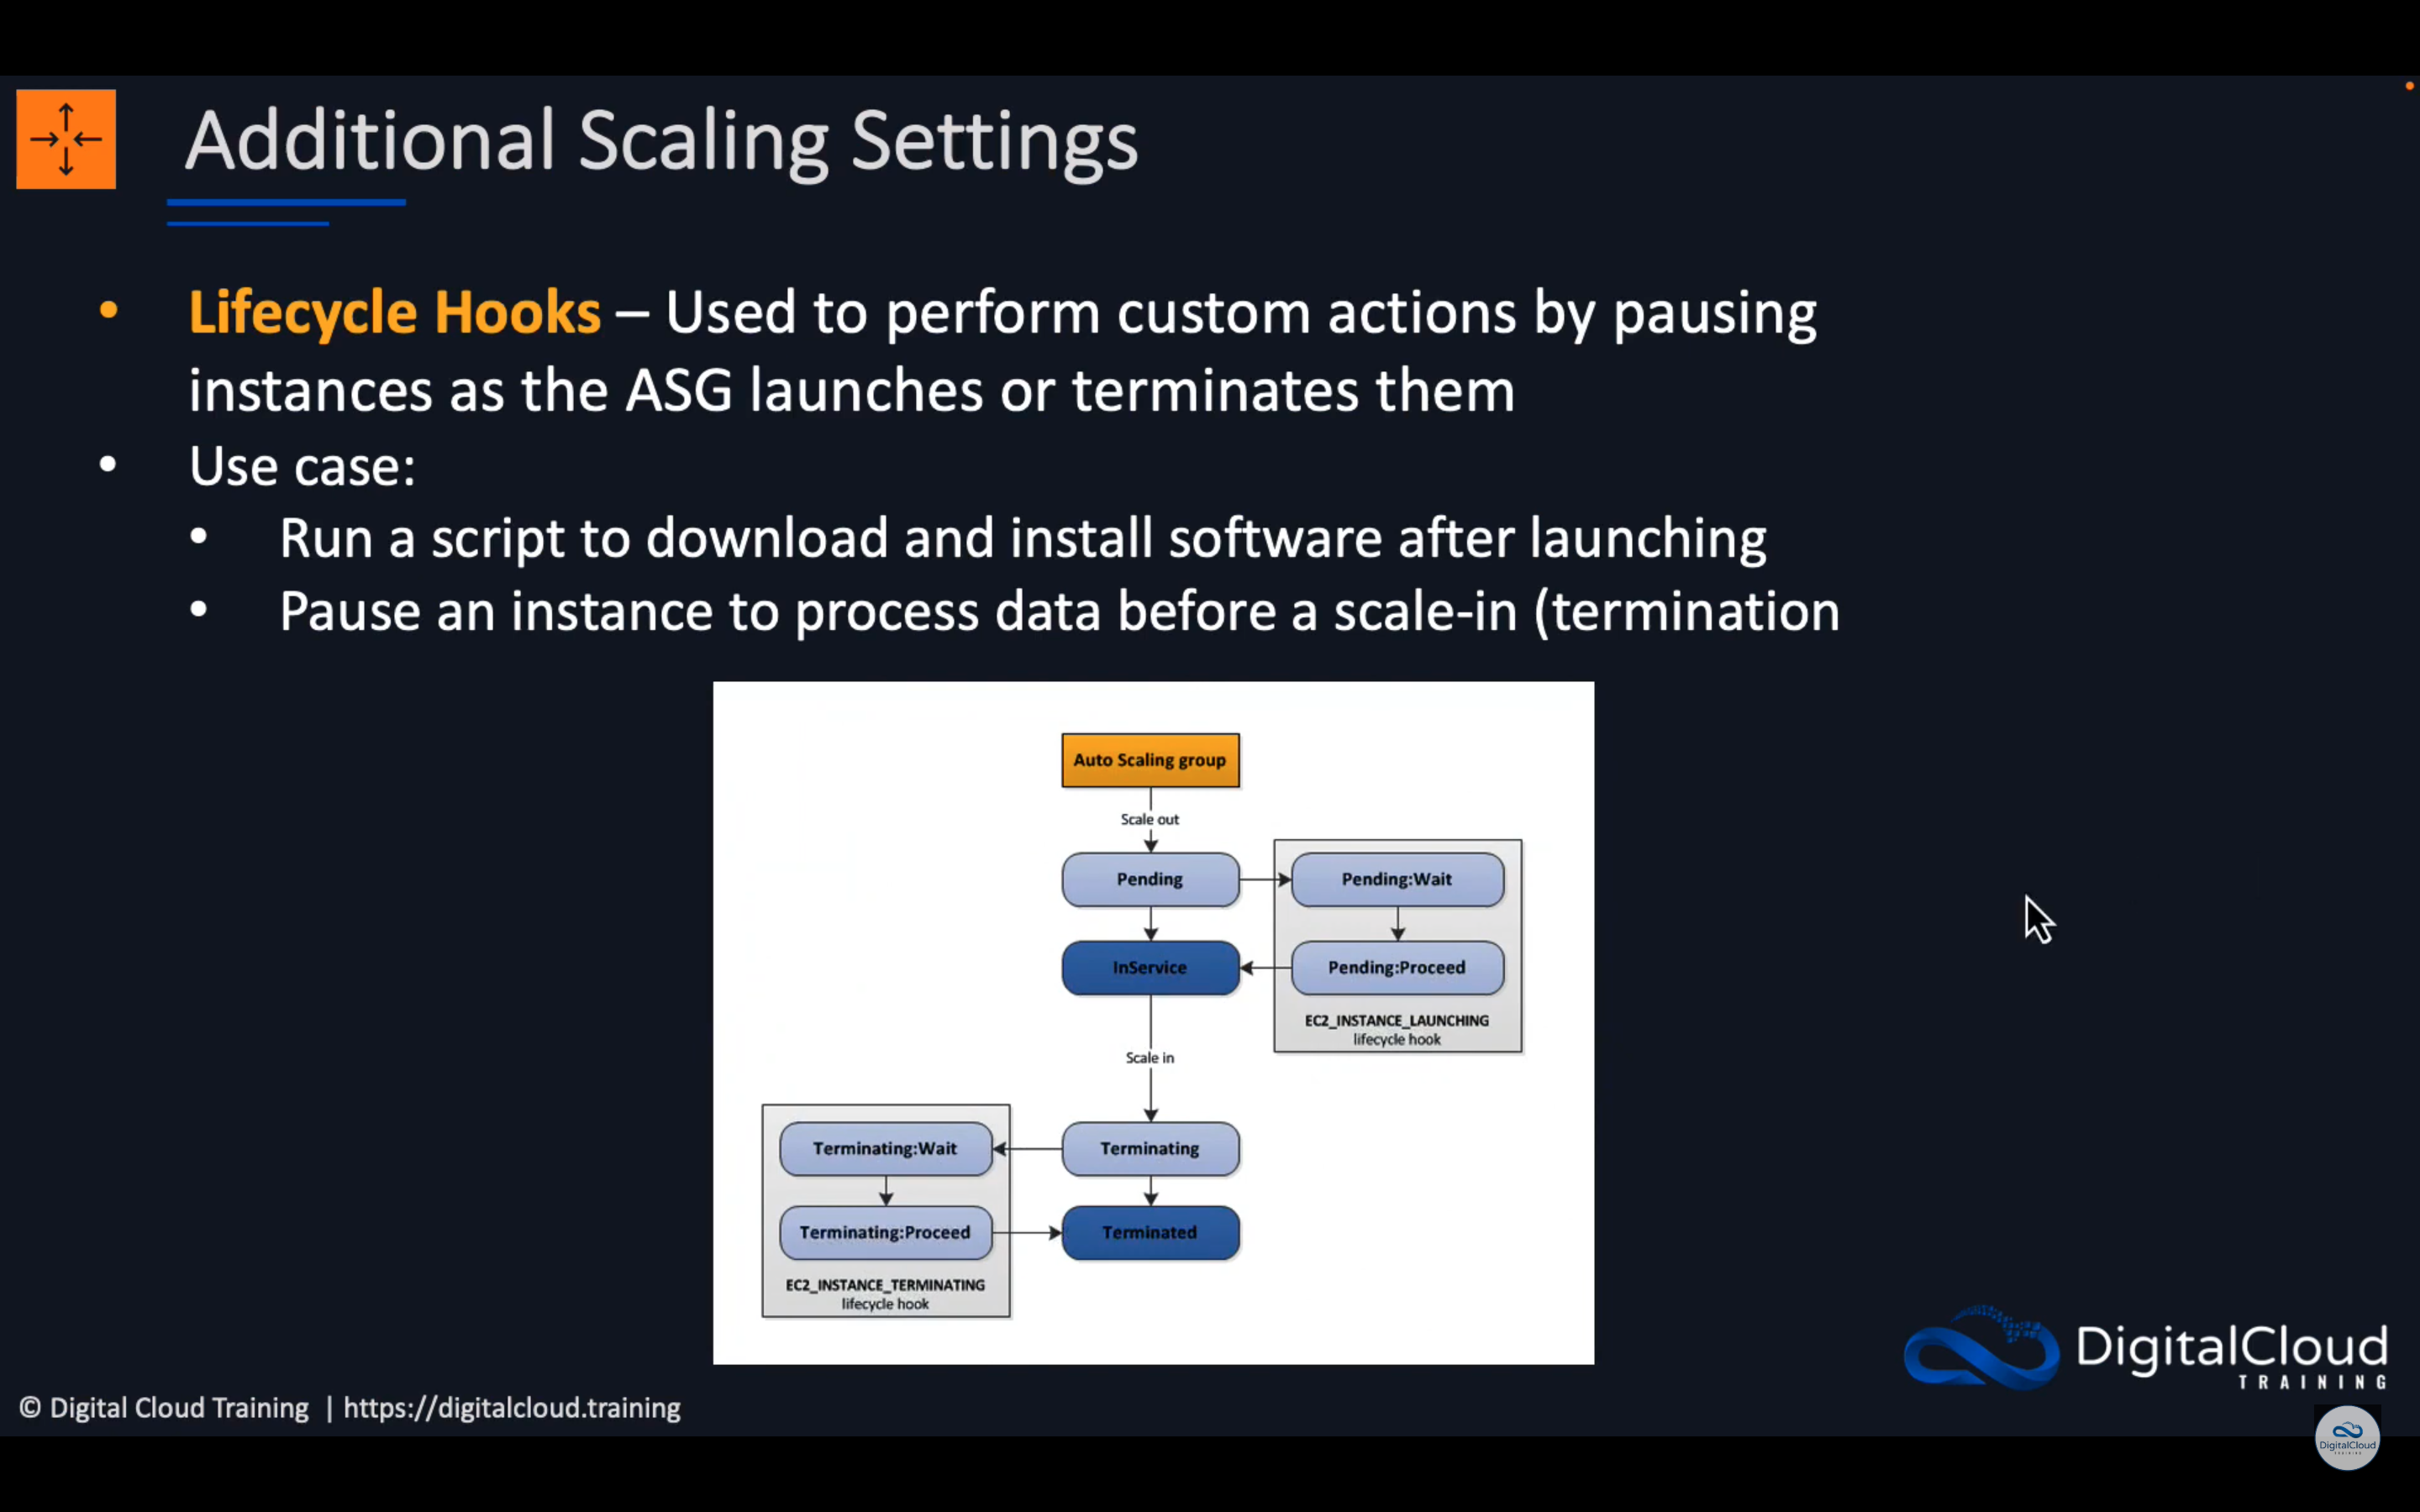 Additional Scaling Settings
• Lifecycle Hooks – Used to perform custom actions by pausing
instances as the ASG launches or terminates them
• Use case:
• Run a script to download and install software after launching
• Pause an instance to process data before a scale-in (termination
Auto Scaling group
Scale out
Pending
Pending:Wait
InService
Pending:Proceed
EC2_INSTANCE_LAUNCHING
lifecycle hook
Scale in
Terminating:Wait
Terminating
Terminating:Proceed
Terminated
EC2_INSTANCE_TERMINATING
lifecycle hook
DigitalCloud
TRAINING
© Digital Cloud Training | https://digitalcloud.training
DigitalCloud
TRAINING